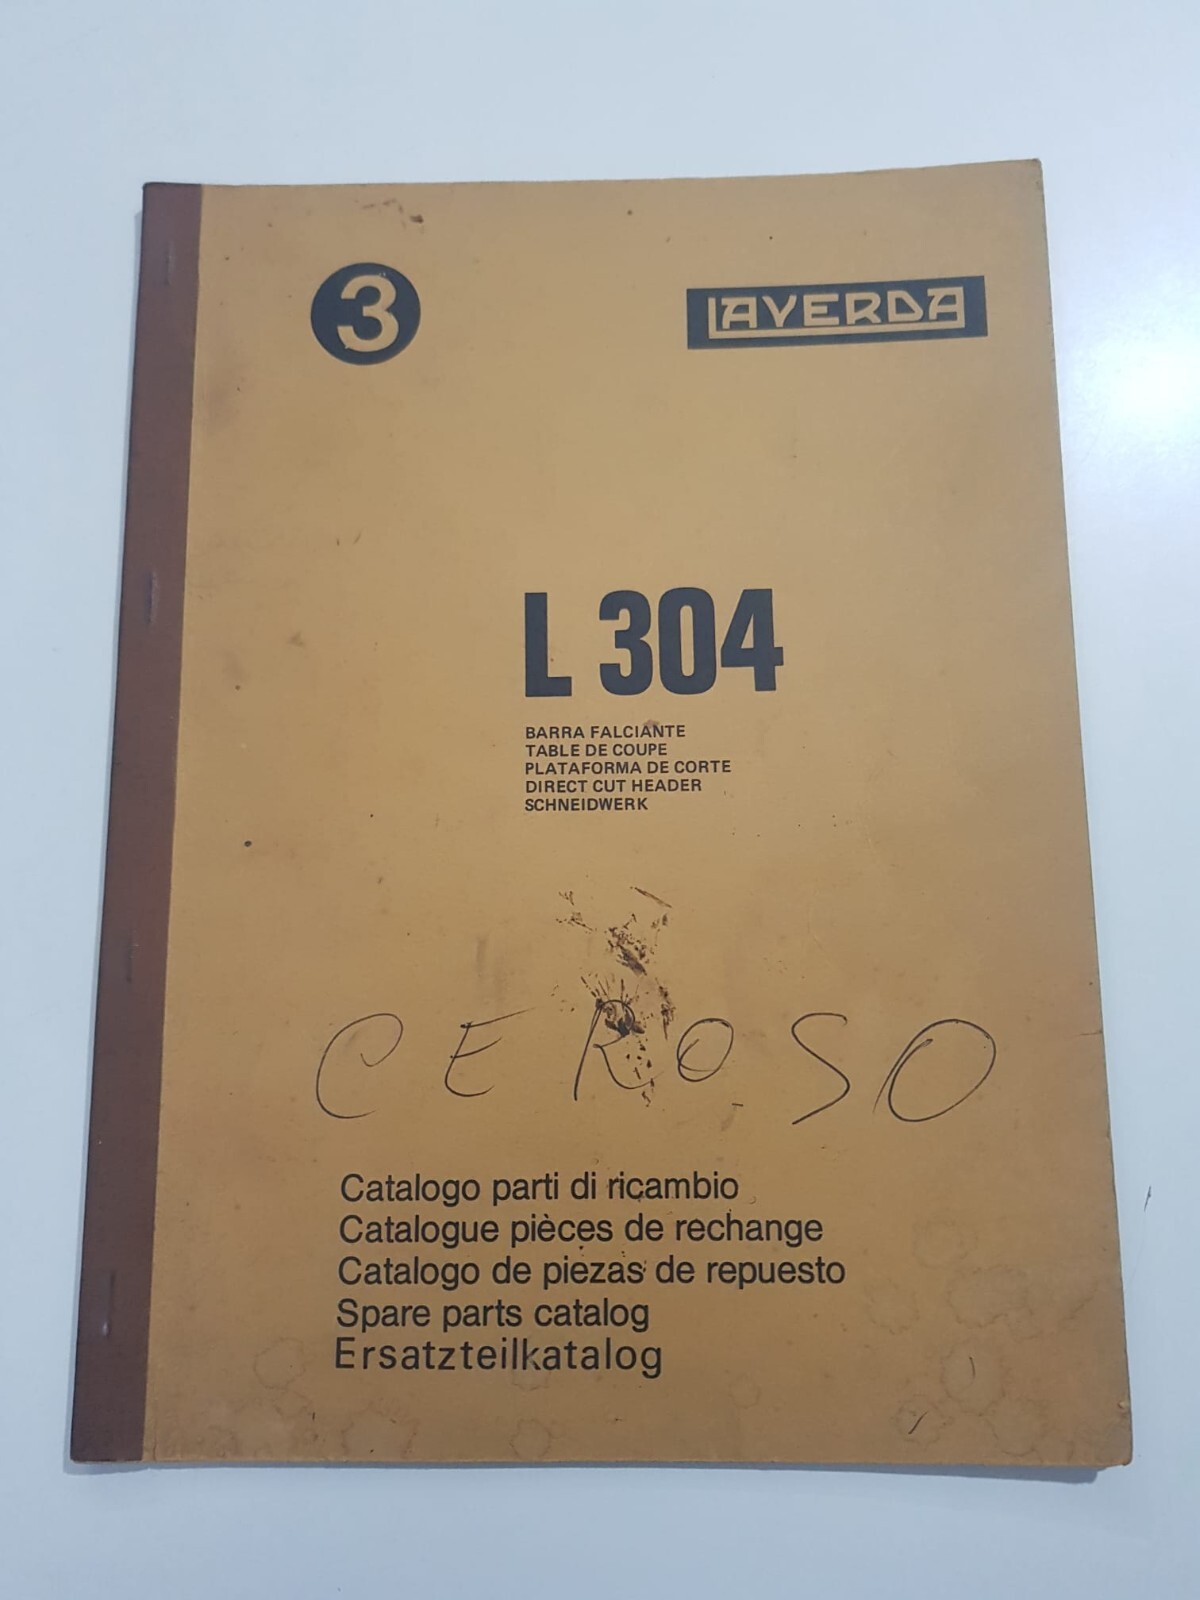 3
LAVERDA
L 304
BARRA FALCIANTE
TABLE DE COUPE
PLATAFORMA DE CORTE
DIRECT CUT HEADER
SCHNEIDWERK
CEROSO
Catalogo parti di ricambio
Catalogue pièces de rechange
Catalogo de piezas de repuesto
Spare parts catalog
Ersatzteilkatalog